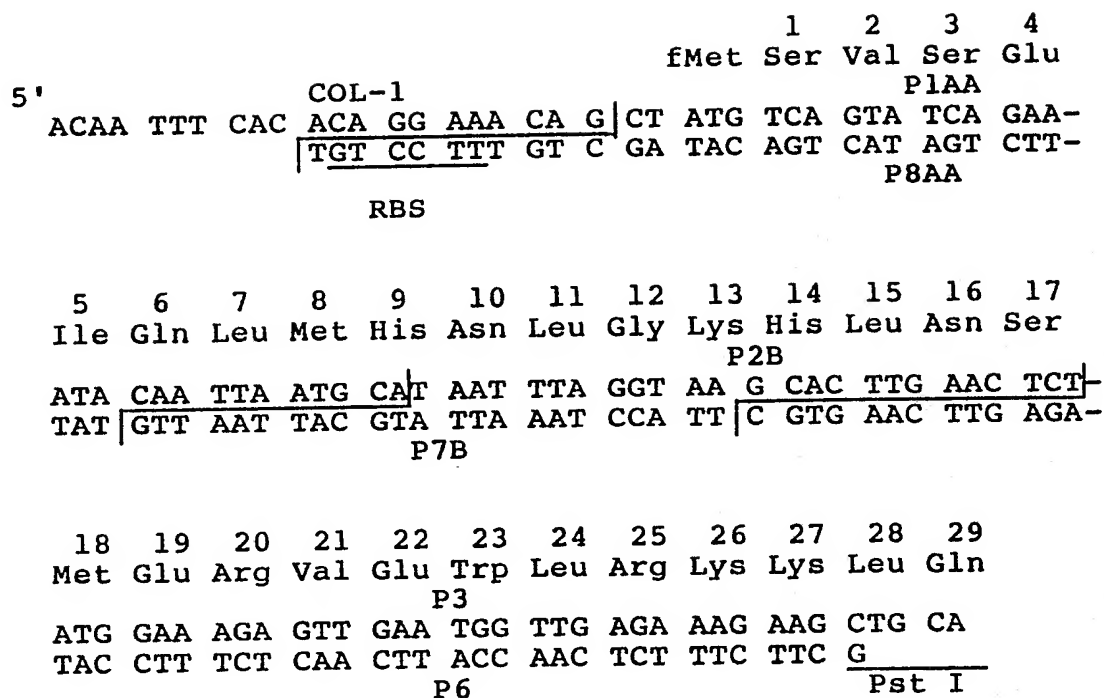 1 2 3 4
fMet Ser Val Ser Glu
COL-1 P1AA
5' ACAA TTT CAC ACA GG AAA CAG CT ATG TCA GTA TCA GAA-
TGT CC TTT GTC GA TAC AGT CAT AGT CTT-
P8AA
RBS
5 6 7 8 9 10 11 12 13 14 15 16 17
Ile Gln Leu Met His Asn Leu Gly Lys His Leu Asn Ser
P2B
ATA CAA TTA ATG CAT AAT TTA GGT AA G CAC TTG AAC TCT-
TAT GTT AAT TAC GTA TTA AAT CCA TT C GTG AAC TTG AGA-
P7B
18 19 20 21 22 23 24 25 26 27 28 29
Met Glu Arg Val Glu Trp Leu Arg Lys Lys Leu Gln
P3
ATG GAA AGA GTT GAA TGG TTG AGA AAG AAG CTG CA
TAC CTT TCT CAA CTT ACC AAC TCT TTC TTC G
P6 Pst I